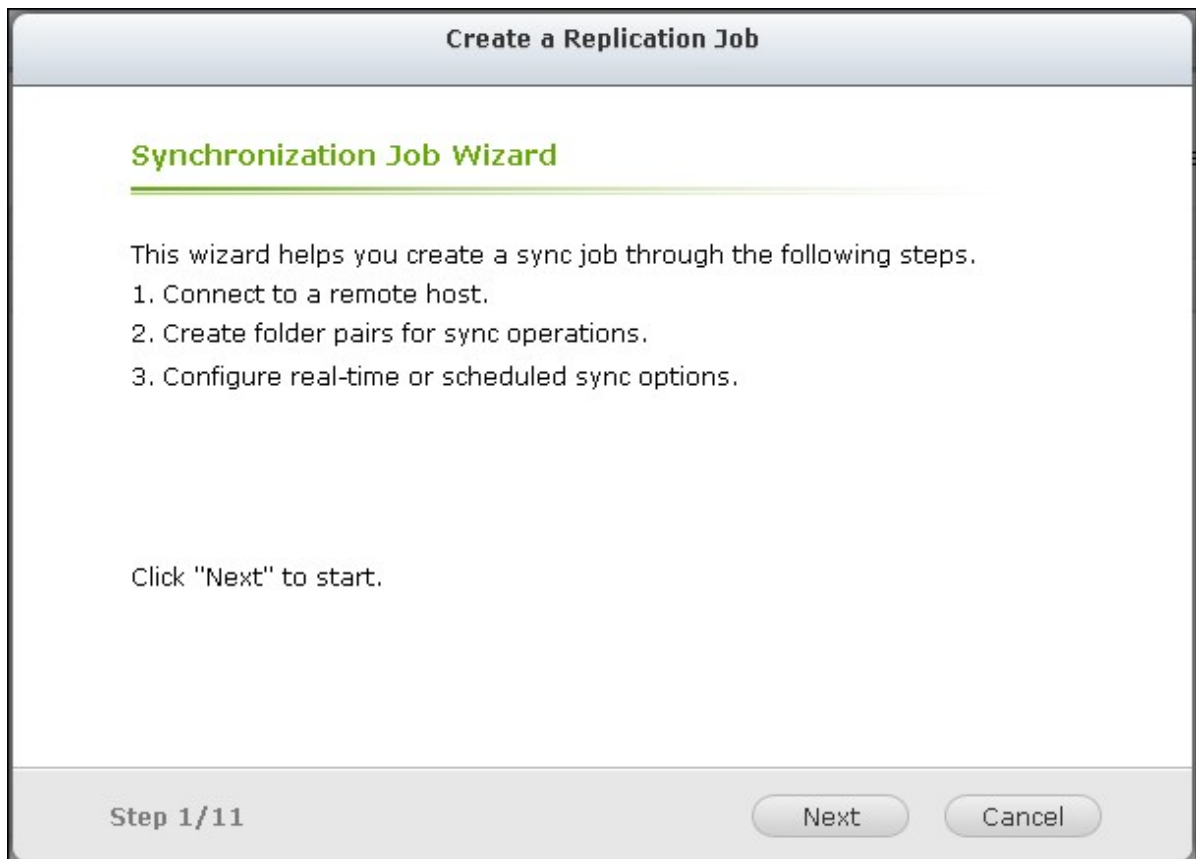 Create a Replication Job
Synchronization Job Wizard
This wizard helps you create a sync job through the following steps.
1. Connect to a remote host.
2. Create folder pairs for sync operations.
3. Configure real-time or scheduled sync options.
Click "Next" to start.
Step 1/11
Next
Cancel